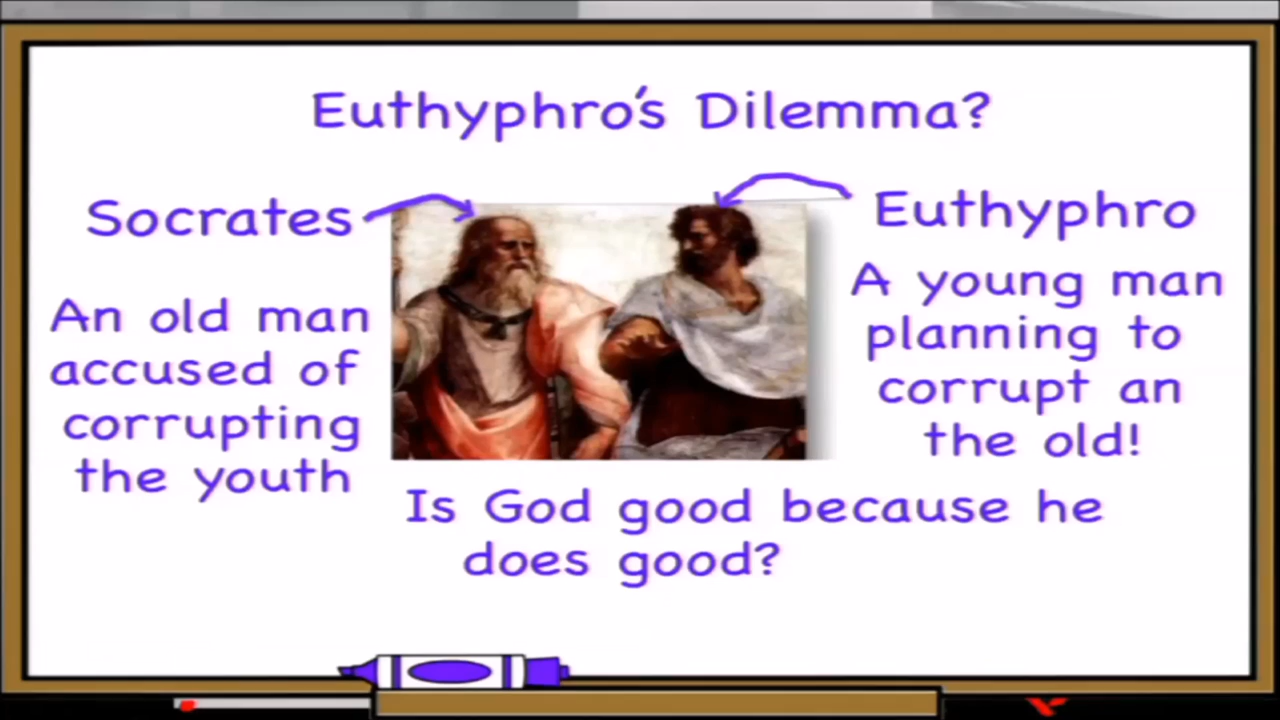 Euthyphro's Dilemma?
Socrates
An old man
accused of
corrupting
the youth
Euthyphro
A young man
planning to
corrupt an
the old!
Is God good because he
does good?